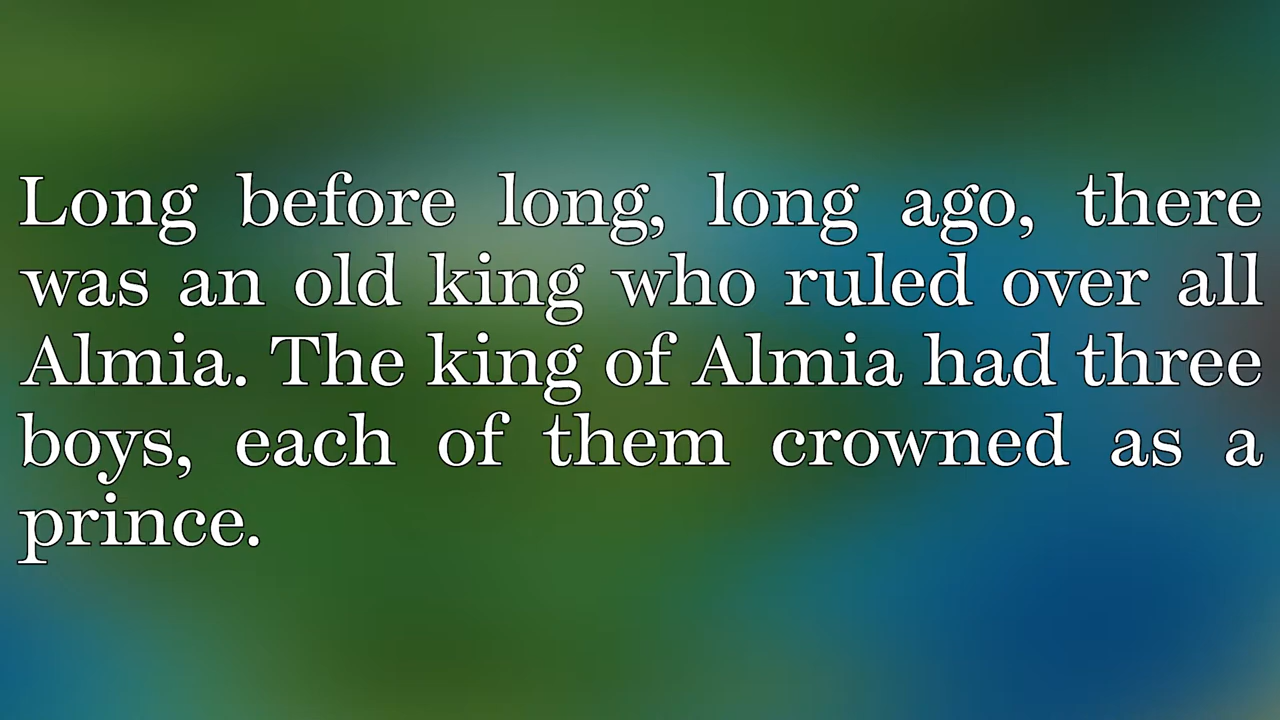 Long before long, long ago, there
was an old king who ruled over all
Almia. The king of Almia had three
boys, each of them crowned as a
prince.